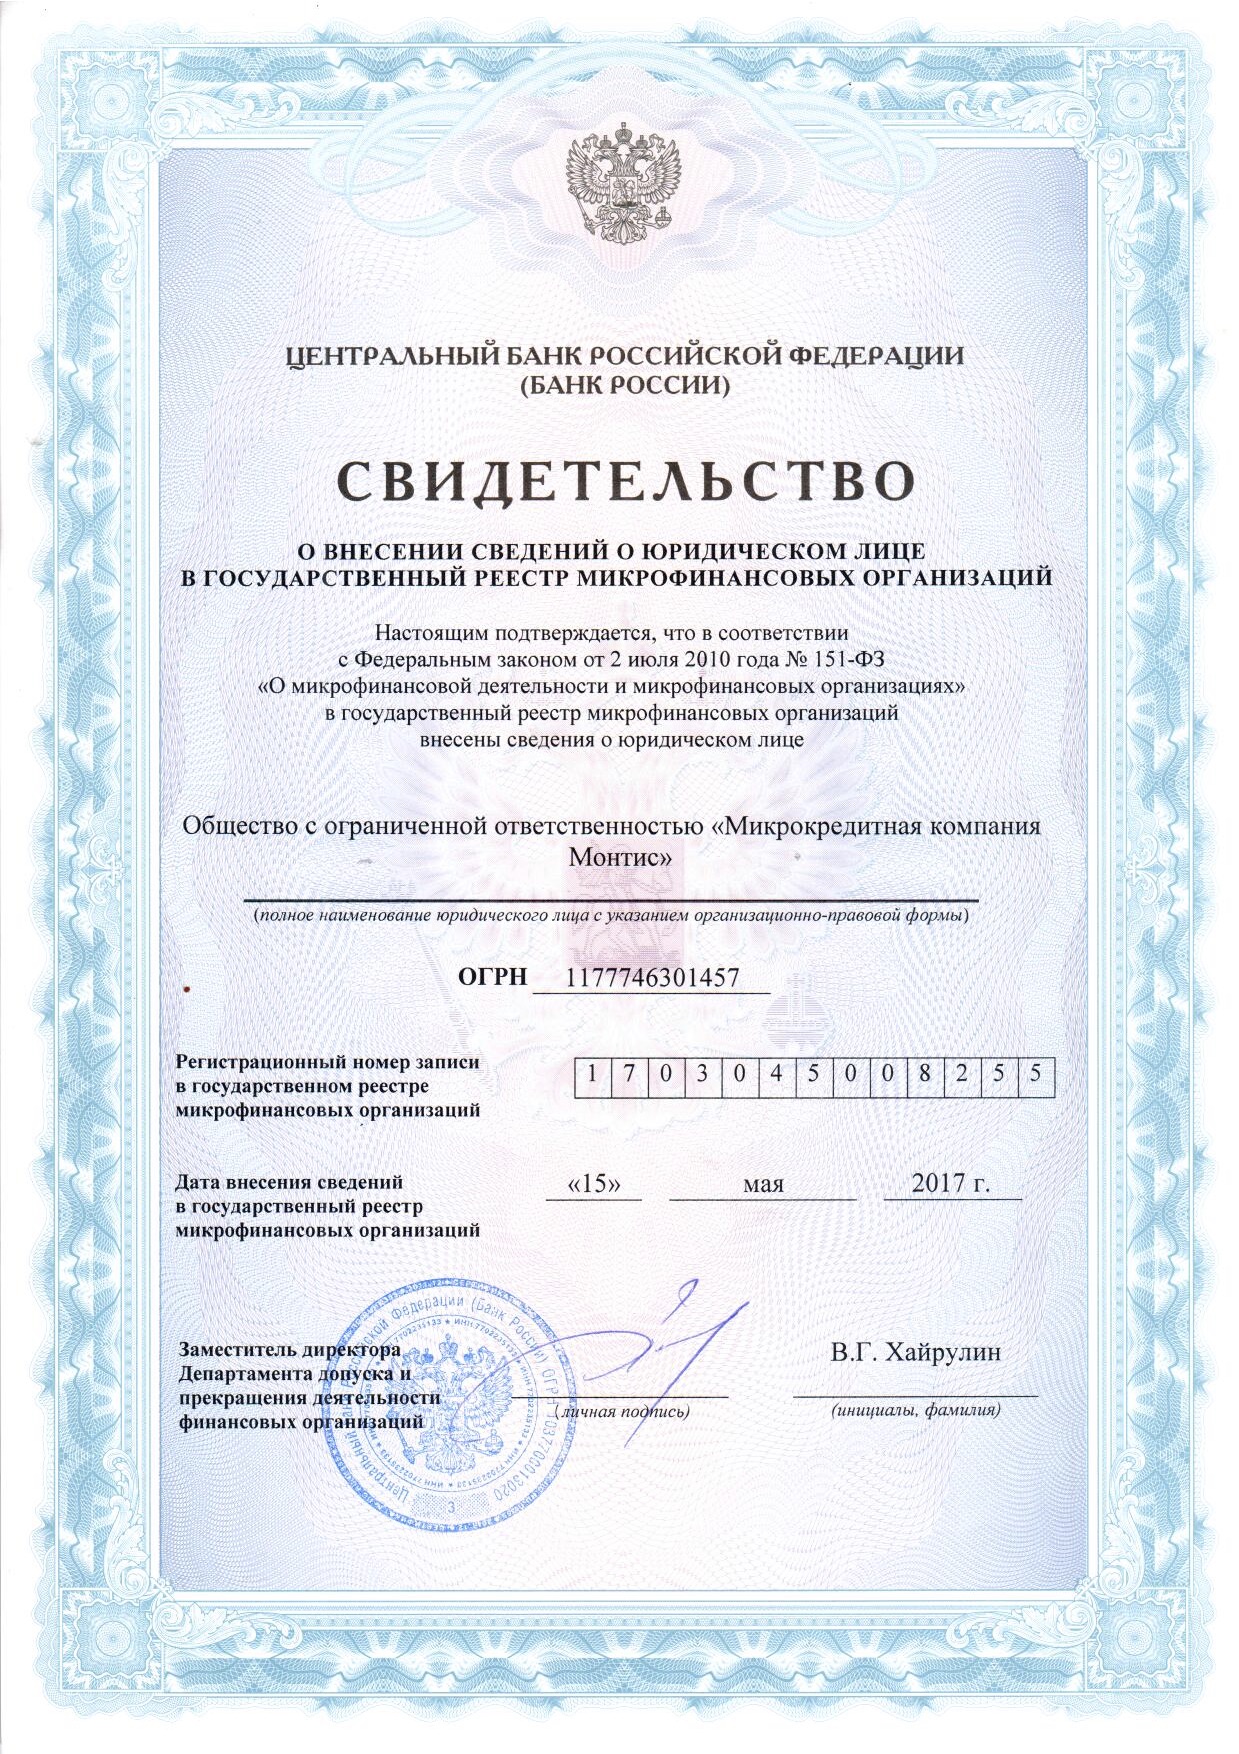 ЦЕНТРАЛЬНЫЙ БАНК РОССИЙСКОЙ ФЕДЕРАЦИИ
(БАНК РОССИИ)
СВИДЕТЕЛЬСТВО
О ВНЕСЕНИИ СВЕДЕНИЙ О ЮРИДИЧЕСКОМ ЛИЦЕ
В ГОСУДАРСТВЕННЫЙ РЕЕСТР МИКРОФИНАНСОВЫХ ОРГАНИЗАЦИЙ
Настоящим подтверждается, что в соответствии
с Федеральным законом от 2 июля 2010 года № 151-ФЗ
«О микрофинансовой деятельности и микрофинансовых организациях»
в государственный реестр микрофинансовых организаций
внесены сведения о юридическом лице
Общество с ограниченной ответственностью «Микрокредитная компания
Монтис»
(полное наименование юридического лица с указанием организационно-правовой формы)
ОГРН 1177746301457
Регистрационный номер записи
в государственном реестре
микрофинансовых организаций
1 7 0 3 0 4 5 0 0 8 2 5 5
Дата внесения сведений
в государственный реестр
микрофинансовых организаций
«15» мая 2017 г.
Заместитель директора
Департамента допуска и
прекращения деятельности
финансовых организаций
(личная подпись)
В.Г. Хайрулин
(инициалы, фамилия)
Центральный банк Российской Федерации (Банк России) ОГРН 1037700013020
ИНН 7702235133 * ИНН 7702235133
3